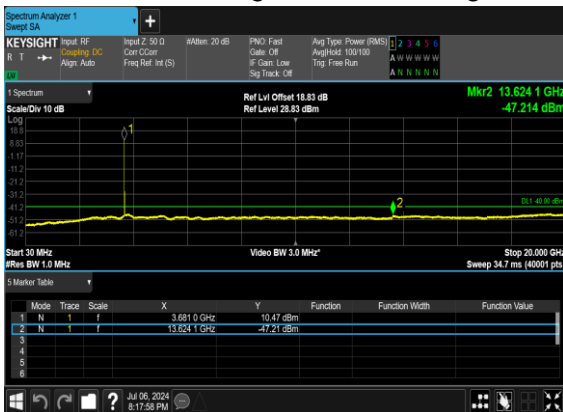 Spectrum Analyzer 1
Swept SA
KEYSIGHT Input: RF Input Z: 50 Ω #Atten: 20 dB PNO: Fast Avg Type: Power (RMS) 1 2 3 4 5 6
R T Coupling: DC Corr CCorr Gate: Off Avg|Hold: 100/100 A W W W W W
Align: Auto Freq Ref: Int (S) IF Gain: Low Trig: Free Run
LXI Sig Track: Off A N N N N N
1 Spectrum Ref Lvl Offset 18.83 dB Mkr2 13.624 1 GHz
Scale/Div 10 dB Ref Level 28.83 dBm -47.214 dBm
Log
18.8 1
8.83
-1.17
-11.2
-21.2
-31.2 2 DL1 -40.00 dBm
-41.2
-51.2
-61.2
Start 30 MHz Video BW 3.0 MHz* Stop 20.000 GHz
#Res BW 1.0 MHz Sweep 34.7 ms (40001 pts)
5 Marker Table
Mode Trace Scale X Y Function Function Width Function Value
1 N 1 f 3.681 0 GHz 10.47 dBm
2 N 1 f 13.624 1 GHz -47.21 dBm
3
4
5
6
? Jul 06, 2024
8:17:58 PM